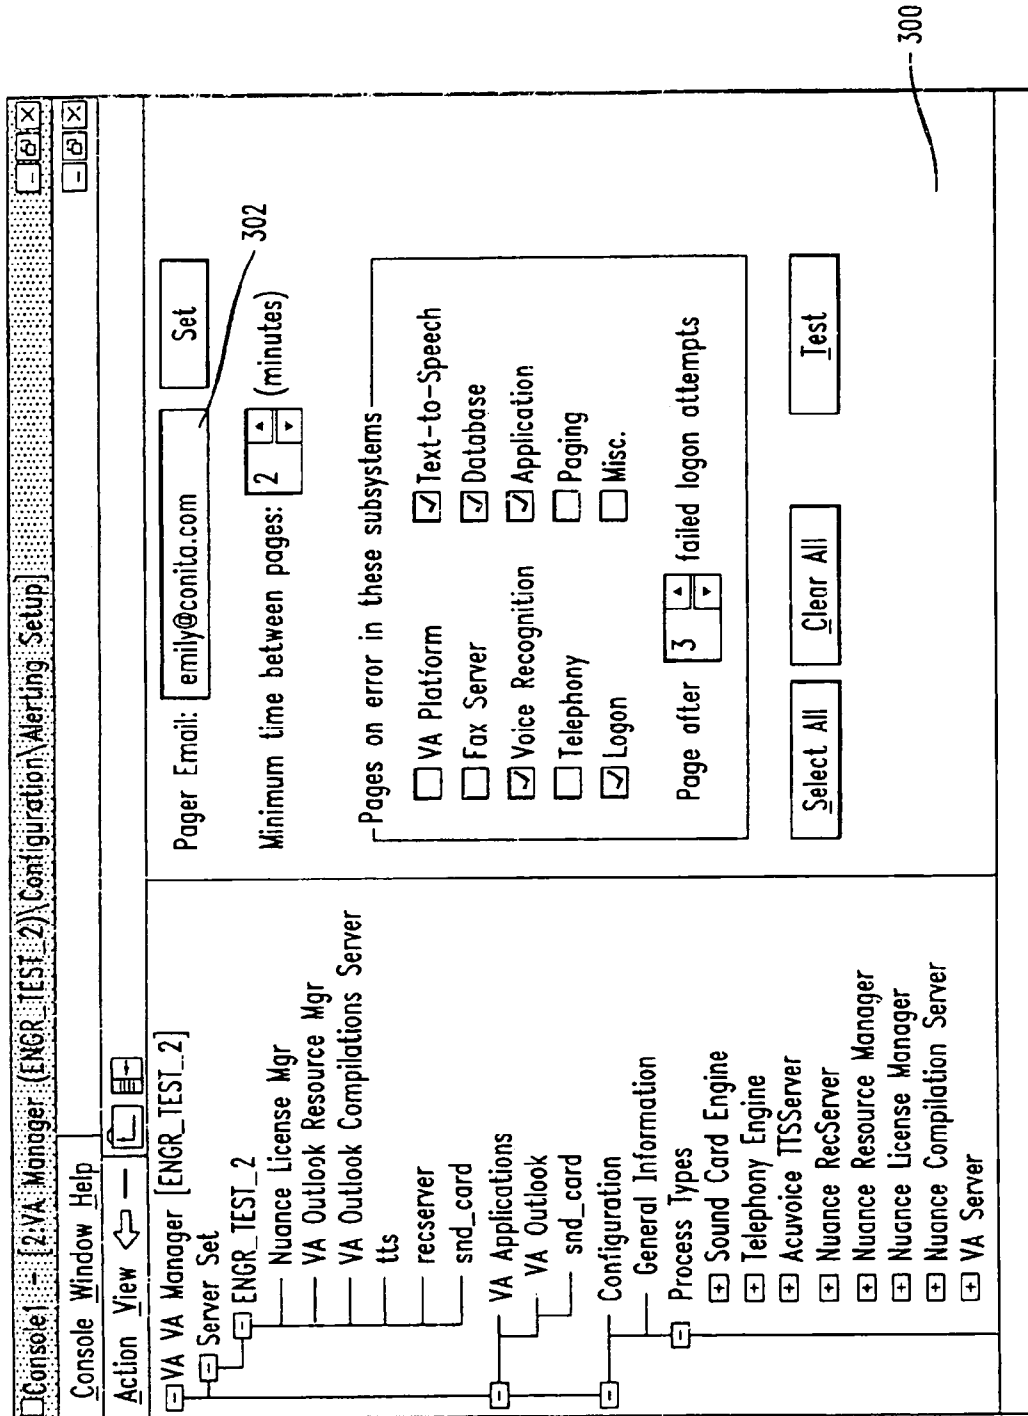 Console1 - [2:VA Manager (ENGR_TEST_2)\Configuration\Alerting Setup]
Console Window Help
Action View
VA VA Manager [ENGR_TEST_2]
Server Set
ENGR_TEST_2
Nuance License Mgr
VA Outlook Resource Mgr
VA Outlook Compilations Server
tts
recserver
snd_card
VA Applications
VA Outlook
snd_card
Configuration
General Information
Process Types
Sound Card Engine
Telephony Engine
Acuvoice TTSServer
Nuance RecServer
Nuance Resource Manager
Nuance License Manager
Nuance Compilation Server
VA Server
Pager Email: emily@conita.com Set
302
Minimum time between pages: 2 (minutes)
Pages on error in these subsystems
VA Platform Text-to-Speech
Fax Server Database
Voice Recognition Application
Telephony Paging
Logon Misc.
Page after 3 failed logon attempts
Select All Clear All Test
300